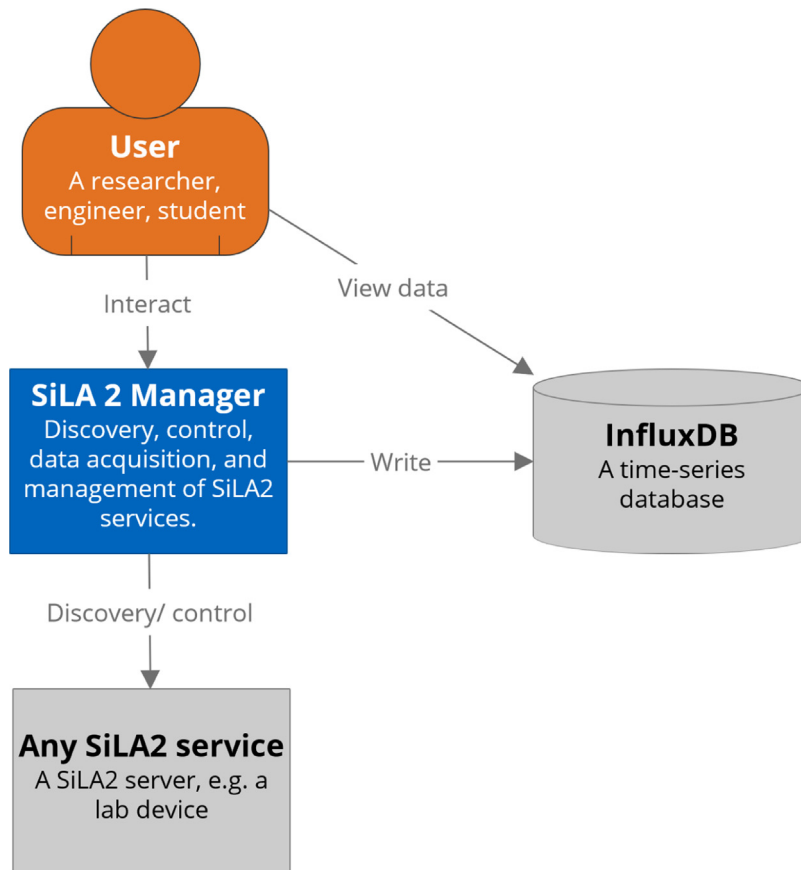 User
A researcher,
engineer, student
Interact
View data
SiLA 2 Manager
Discovery, control,
data acquisition, and
management of SiLA2
services.
Write
InfluxDB
A time-series
database
Discovery/ control
Any SiLA2 service
A SiLA2 server, e.g. a
lab device